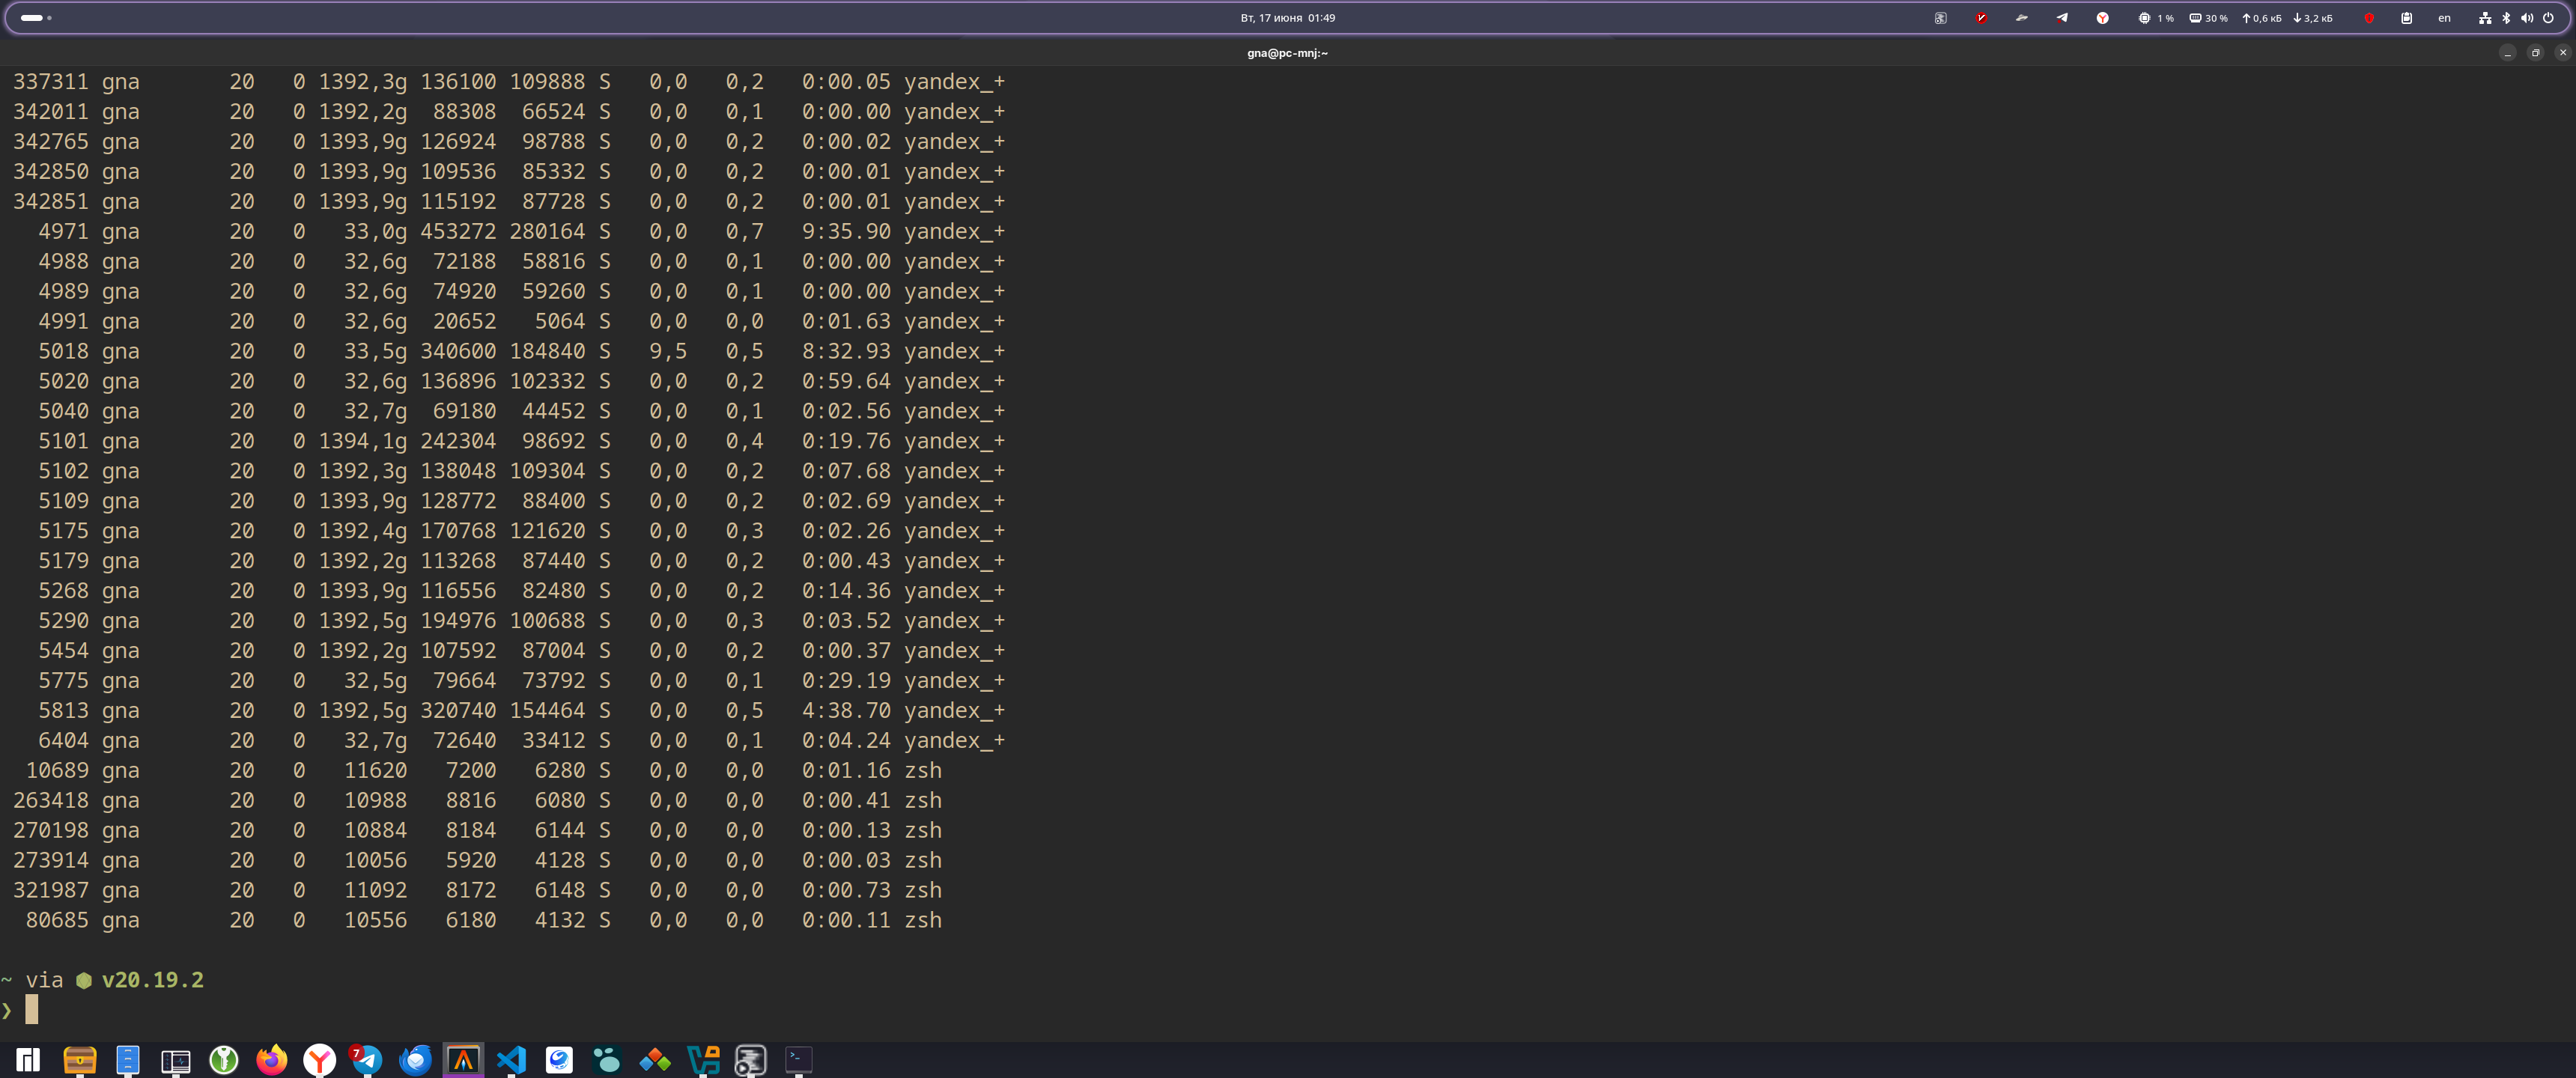 Вт, 17 июня 01:49
1 % 30 % 0,6 кБ 3,2 кБ en
gna@pc-mnj:~
337311 gna 20 0 1392,3g 136100 109888 S 0,0 0,2 0:00.05 yandex_+
342011 gna 20 0 1392,2g 88308 66524 S 0,0 0,1 0:00.00 yandex_+
342765 gna 20 0 1393,9g 126924 98788 S 0,0 0,2 0:00.02 yandex_+
342850 gna 20 0 1393,9g 109536 85332 S 0,0 0,2 0:00.01 yandex_+
342851 gna 20 0 1393,9g 115192 87728 S 0,0 0,2 0:00.01 yandex_+
4971 gna 20 0 33,0g 453272 280164 S 0,0 0,7 9:35.90 yandex_+
4988 gna 20 0 32,6g 72188 58816 S 0,0 0,1 0:00.00 yandex_+
4989 gna 20 0 32,6g 74920 59260 S 0,0 0,1 0:00.00 yandex_+
4991 gna 20 0 32,6g 20652 5064 S 0,0 0,0 0:01.63 yandex_+
5018 gna 20 0 33,5g 340600 184840 S 9,5 0,5 8:32.93 yandex_+
5020 gna 20 0 32,6g 136896 102332 S 0,0 0,2 0:59.64 yandex_+
5040 gna 20 0 32,7g 69180 44452 S 0,0 0,1 0:02.56 yandex_+
5101 gna 20 0 1394,1g 242304 98692 S 0,0 0,4 0:19.76 yandex_+
5102 gna 20 0 1392,3g 138048 109304 S 0,0 0,2 0:07.68 yandex_+
5109 gna 20 0 1393,9g 128772 88400 S 0,0 0,2 0:02.69 yandex_+
5175 gna 20 0 1392,4g 170768 121620 S 0,0 0,3 0:02.26 yandex_+
5179 gna 20 0 1392,2g 113268 87440 S 0,0 0,2 0:00.43 yandex_+
5268 gna 20 0 1393,9g 116556 82480 S 0,0 0,2 0:14.36 yandex_+
5290 gna 20 0 1392,5g 194976 100688 S 0,0 0,3 0:03.52 yandex_+
5454 gna 20 0 1392,2g 107592 87004 S 0,0 0,2 0:00.37 yandex_+
5775 gna 20 0 32,5g 79664 73792 S 0,0 0,1 0:29.19 yandex_+
5813 gna 20 0 1392,5g 320740 154464 S 0,0 0,5 4:38.70 yandex_+
6404 gna 20 0 32,7g 72640 33412 S 0,0 0,1 0:04.24 yandex_+
10689 gna 20 0 11620 7200 6280 S 0,0 0,0 0:01.16 zsh
263418 gna 20 0 10988 8816 6080 S 0,0 0,0 0:00.41 zsh
270198 gna 20 0 10884 8184 6144 S 0,0 0,0 0:00.13 zsh
273914 gna 20 0 10056 5920 4128 S 0,0 0,0 0:00.03 zsh
321987 gna 20 0 11092 8172 6148 S 0,0 0,0 0:00.73 zsh
80685 gna 20 0 10556 6180 4132 S 0,0 0,0 0:00.11 zsh
~ via ⬢ v20.19.2
❯
7